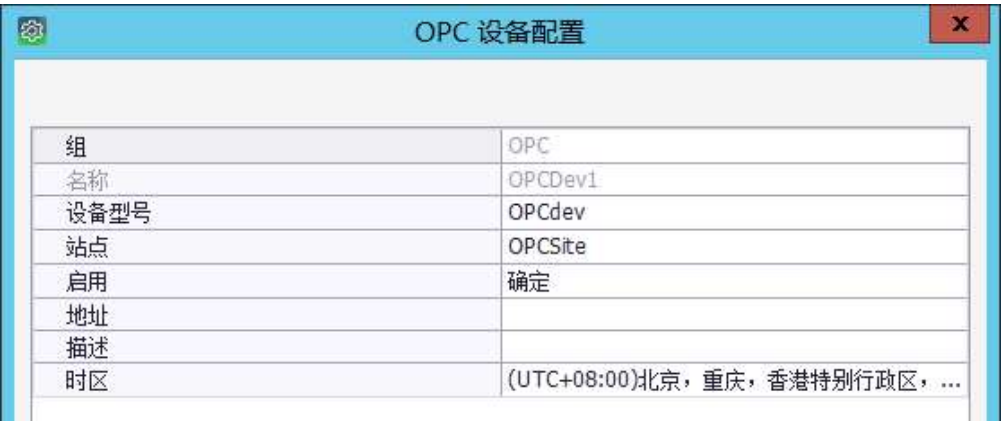 OPC 设备配置
x
组 OPC
名称 OPCDev1
设备型号 OPCdev
站点 OPCSite
启用 确定
地址
描述
时区 (UTC+08:00)北京，重庆，香港特别行政区，...